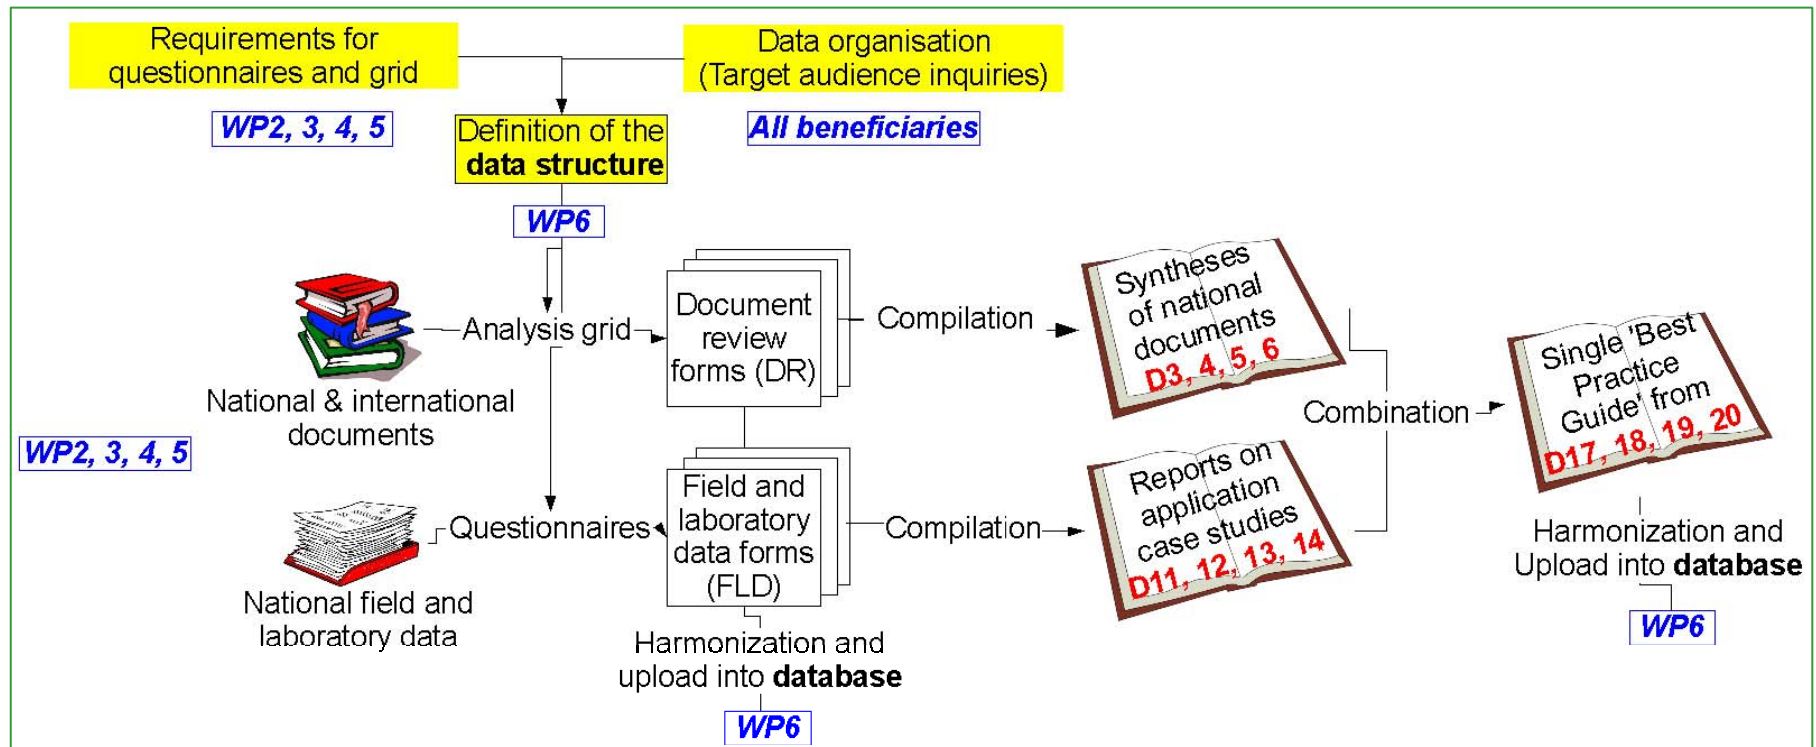 Requirements for
questionnaires and grid
Data organisation
(Target audience inquiries)
WP2, 3, 4, 5
Definition of the
data structure
All beneficiaries
WP6
National & international
documents
Analysis grid
Document
review
forms (DR)
Compilation
Syntheses
of national
documents
D3, 4, 5, 6
WP2, 3, 4, 5
National field and
laboratory data
Questionnaires
Field and
laboratory
data forms
(FLD)
Compilation
Reports on
application
case studies
D11, 12, 13, 14
Combination
Single 'Best
Practice
Guide' from
D17, 18, 19, 20
Harmonization and
upload into database
WP6
Harmonization and
Upload into database
WP6